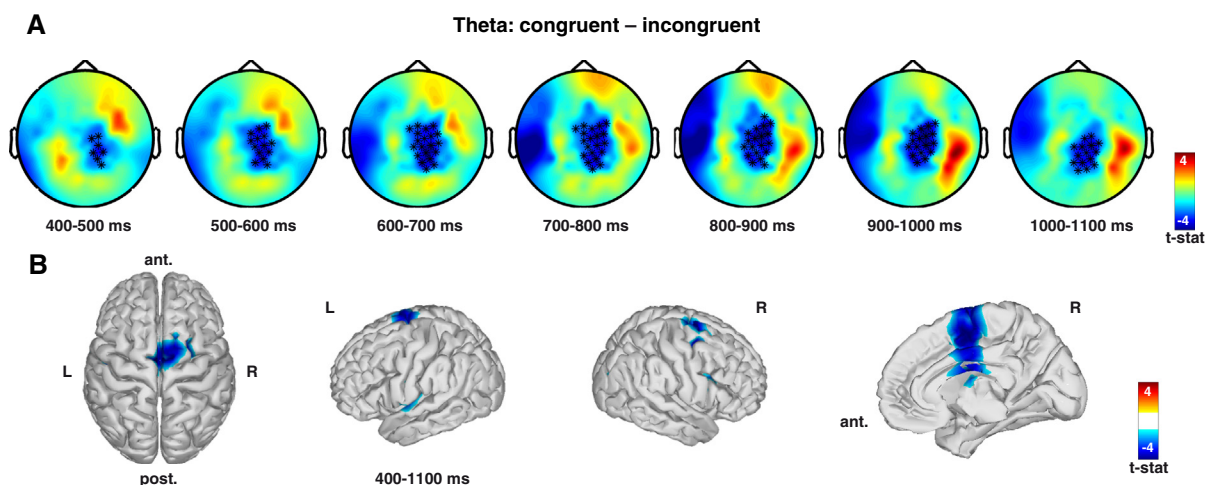 A
Theta: congruent – incongruent
400-500 ms
500-600 ms
600-700 ms
700-800 ms
800-900 ms
900-1000 ms
1000-1100 ms
4
-4
t-stat
B
ant.
L
R
post.
L
400-1100 ms
R
R
ant.
4
-4
t-stat